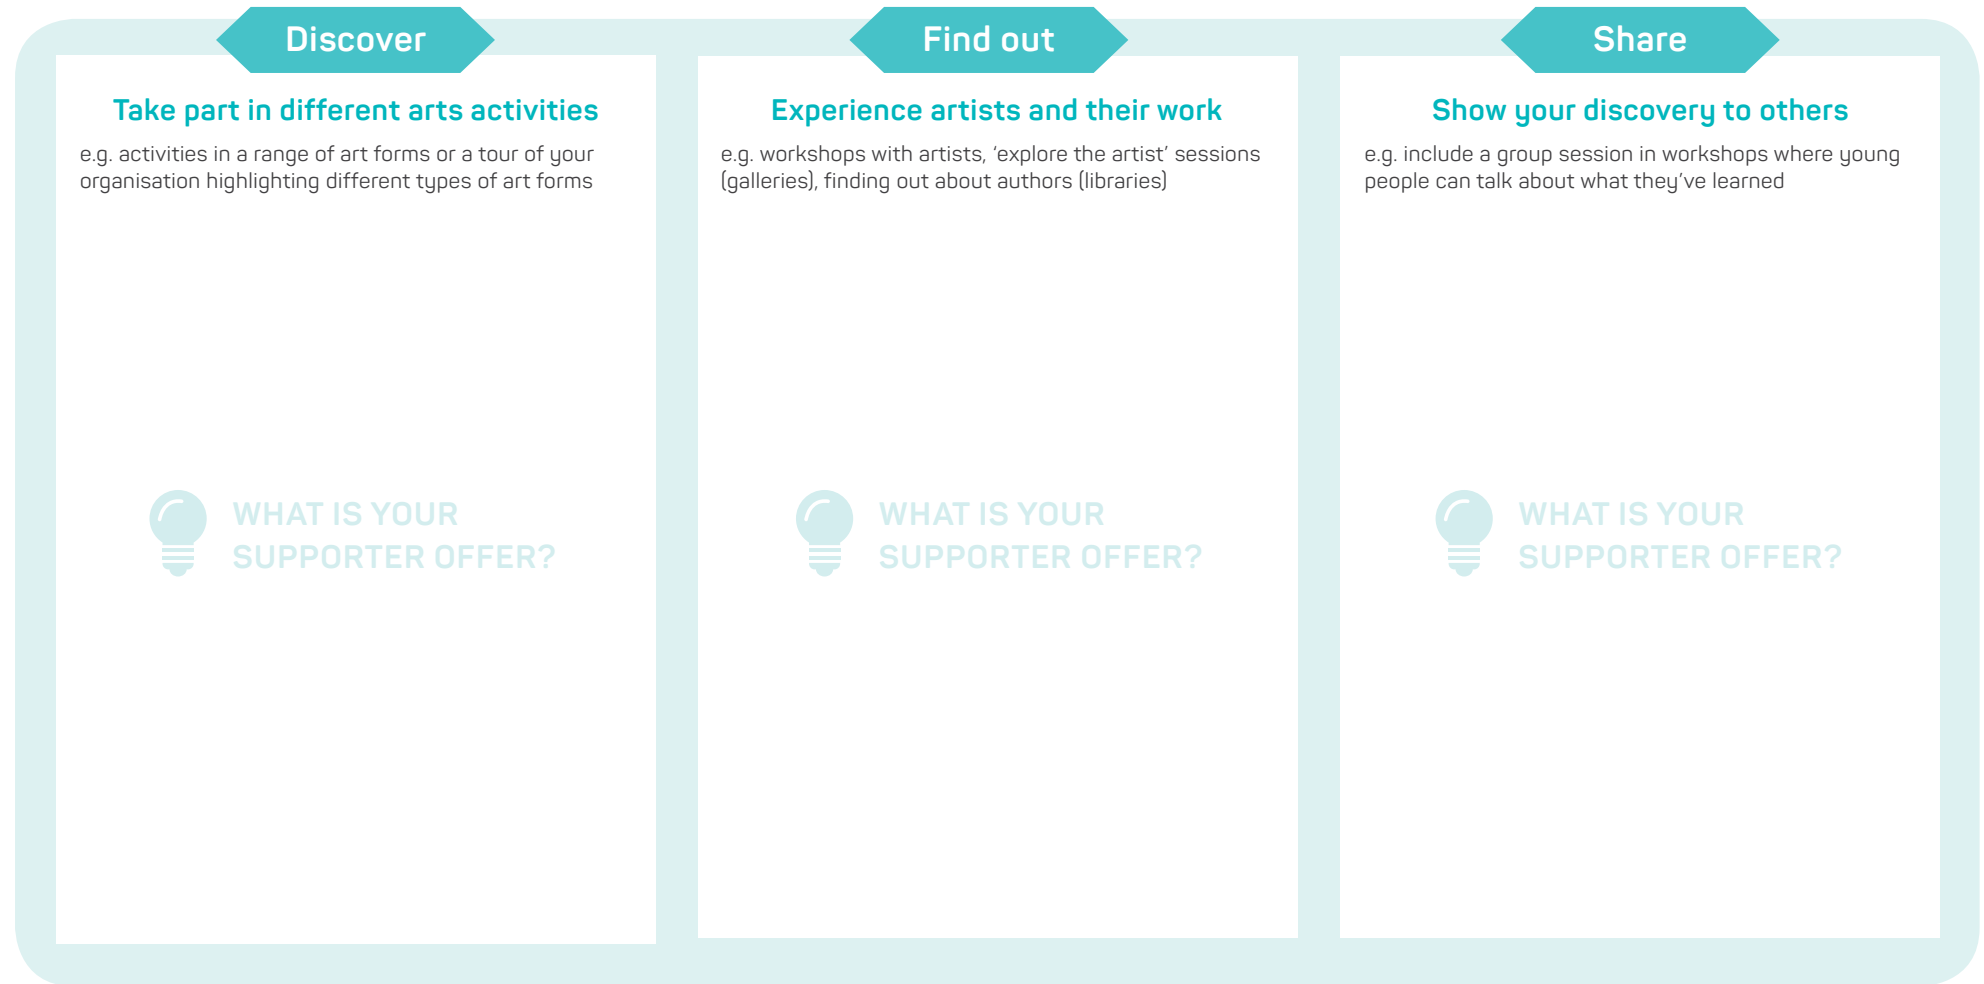 Discover
Take part in different arts activities
e.g. activities in a range of art forms or a tour of your
organisation highlighting different types of art forms
WHAT IS YOUR
SUPPORTER OFFER?
Find out
Experience artists and their work
e.g. workshops with artists, ‘explore the artist’ sessions
(galleries), finding out about authors (libraries)
WHAT IS YOUR
SUPPORTER OFFER?
Share
Show your discovery to others
e.g. include a group session in workshops where young
people can talk about what they’ve learned
WHAT IS YOUR
SUPPORTER OFFER?